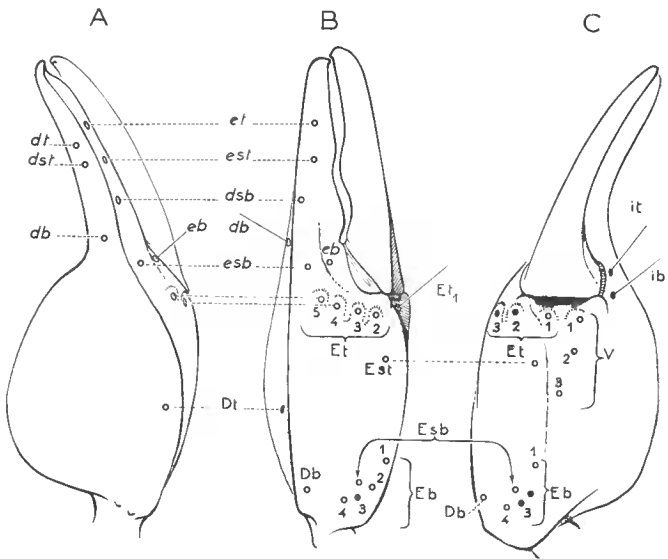 A B C
et
dt
dst
est
dsb
db
eb
esb
db
eb
it
ib
Et1
5 4 3 2
Et
3 2 1 1
Et
2
3
V
Est
Dt
Esb
Db
1
2
3
4
Eb
1
Db
4 3
Eb